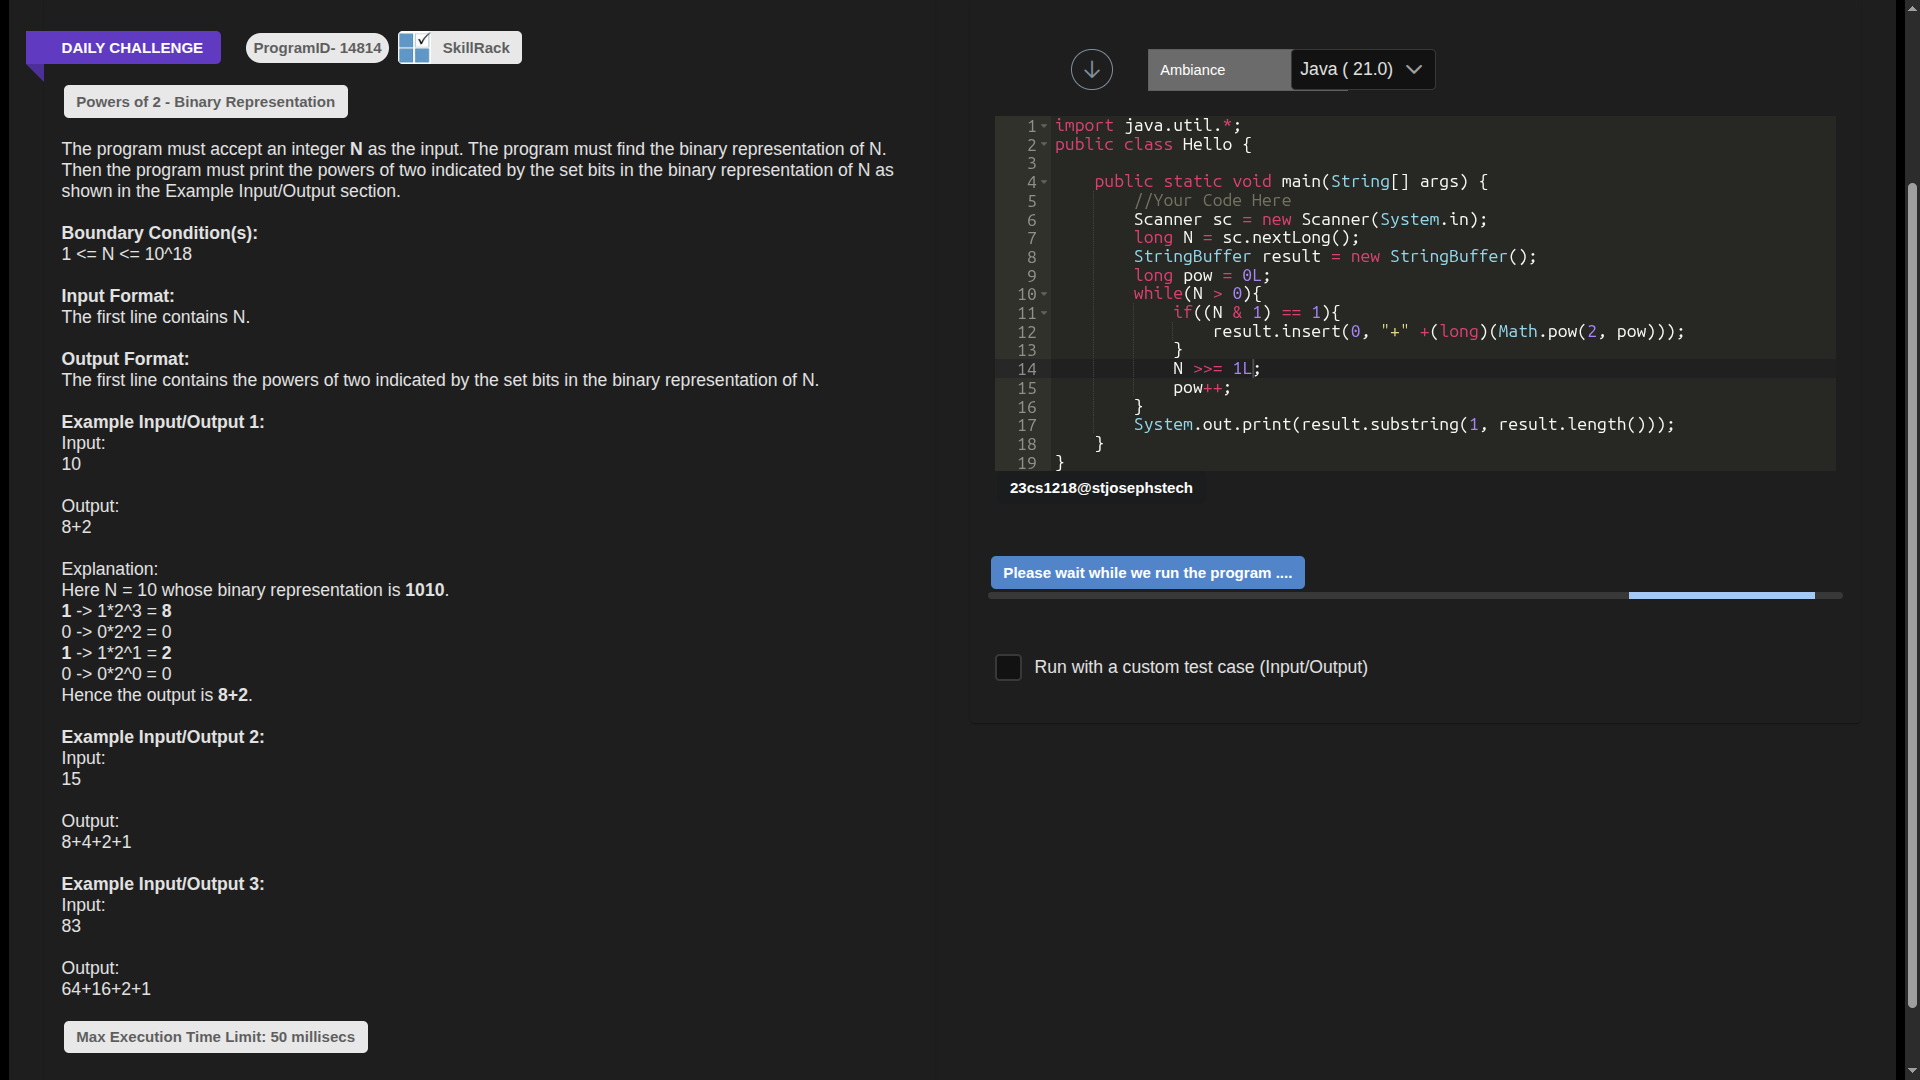 DAILY CHALLENGE
ProgramID- 14814
SkillRack
Powers of 2 - Binary Representation
The program must accept an integer N as the input. The program must find the binary representation of N.
Then the program must print the powers of two indicated by the set bits in the binary representation of N as
shown in the Example Input/Output section.
Boundary Condition(s):
1 <= N <= 10^18
Input Format:
The first line contains N.
Output Format:
The first line contains the powers of two indicated by the set bits in the binary representation of N.
Example Input/Output 1:
Input:
10
Output:
8+2
Explanation:
Here N = 10 whose binary representation is 1010.
1 -> 1*2^3 = 8
0 -> 0*2^2 = 0
1 -> 1*2^1 = 2
0 -> 0*2^0 = 0
Hence the output is 8+2.
Example Input/Output 2:
Input:
15
Output:
8+4+2+1
Example Input/Output 3:
Input:
83
Output:
64+16+2+1
Max Execution Time Limit: 50 millisecs
Ambiance
Java ( 21.0)
1 import java.util.*;
2 public class Hello {
3
4     public static void main(String[] args) {
5         //Your Code Here
6         Scanner sc = new Scanner(System.in);
7         long N = sc.nextLong();
8         StringBuffer result = new StringBuffer();
9         long pow = 0L;
10         while(N > 0){
11             if((N & 1) == 1){
12                 result.insert(0, "+" +(long)(Math.pow(2, pow)));
13             }
14             N >>= 1L;
15             pow++;
16         }
17         System.out.print(result.substring(1, result.length()));
18     }
19 }
23cs1218@stjosephstech
Please wait while we run the program ....
Run with a custom test case (Input/Output)